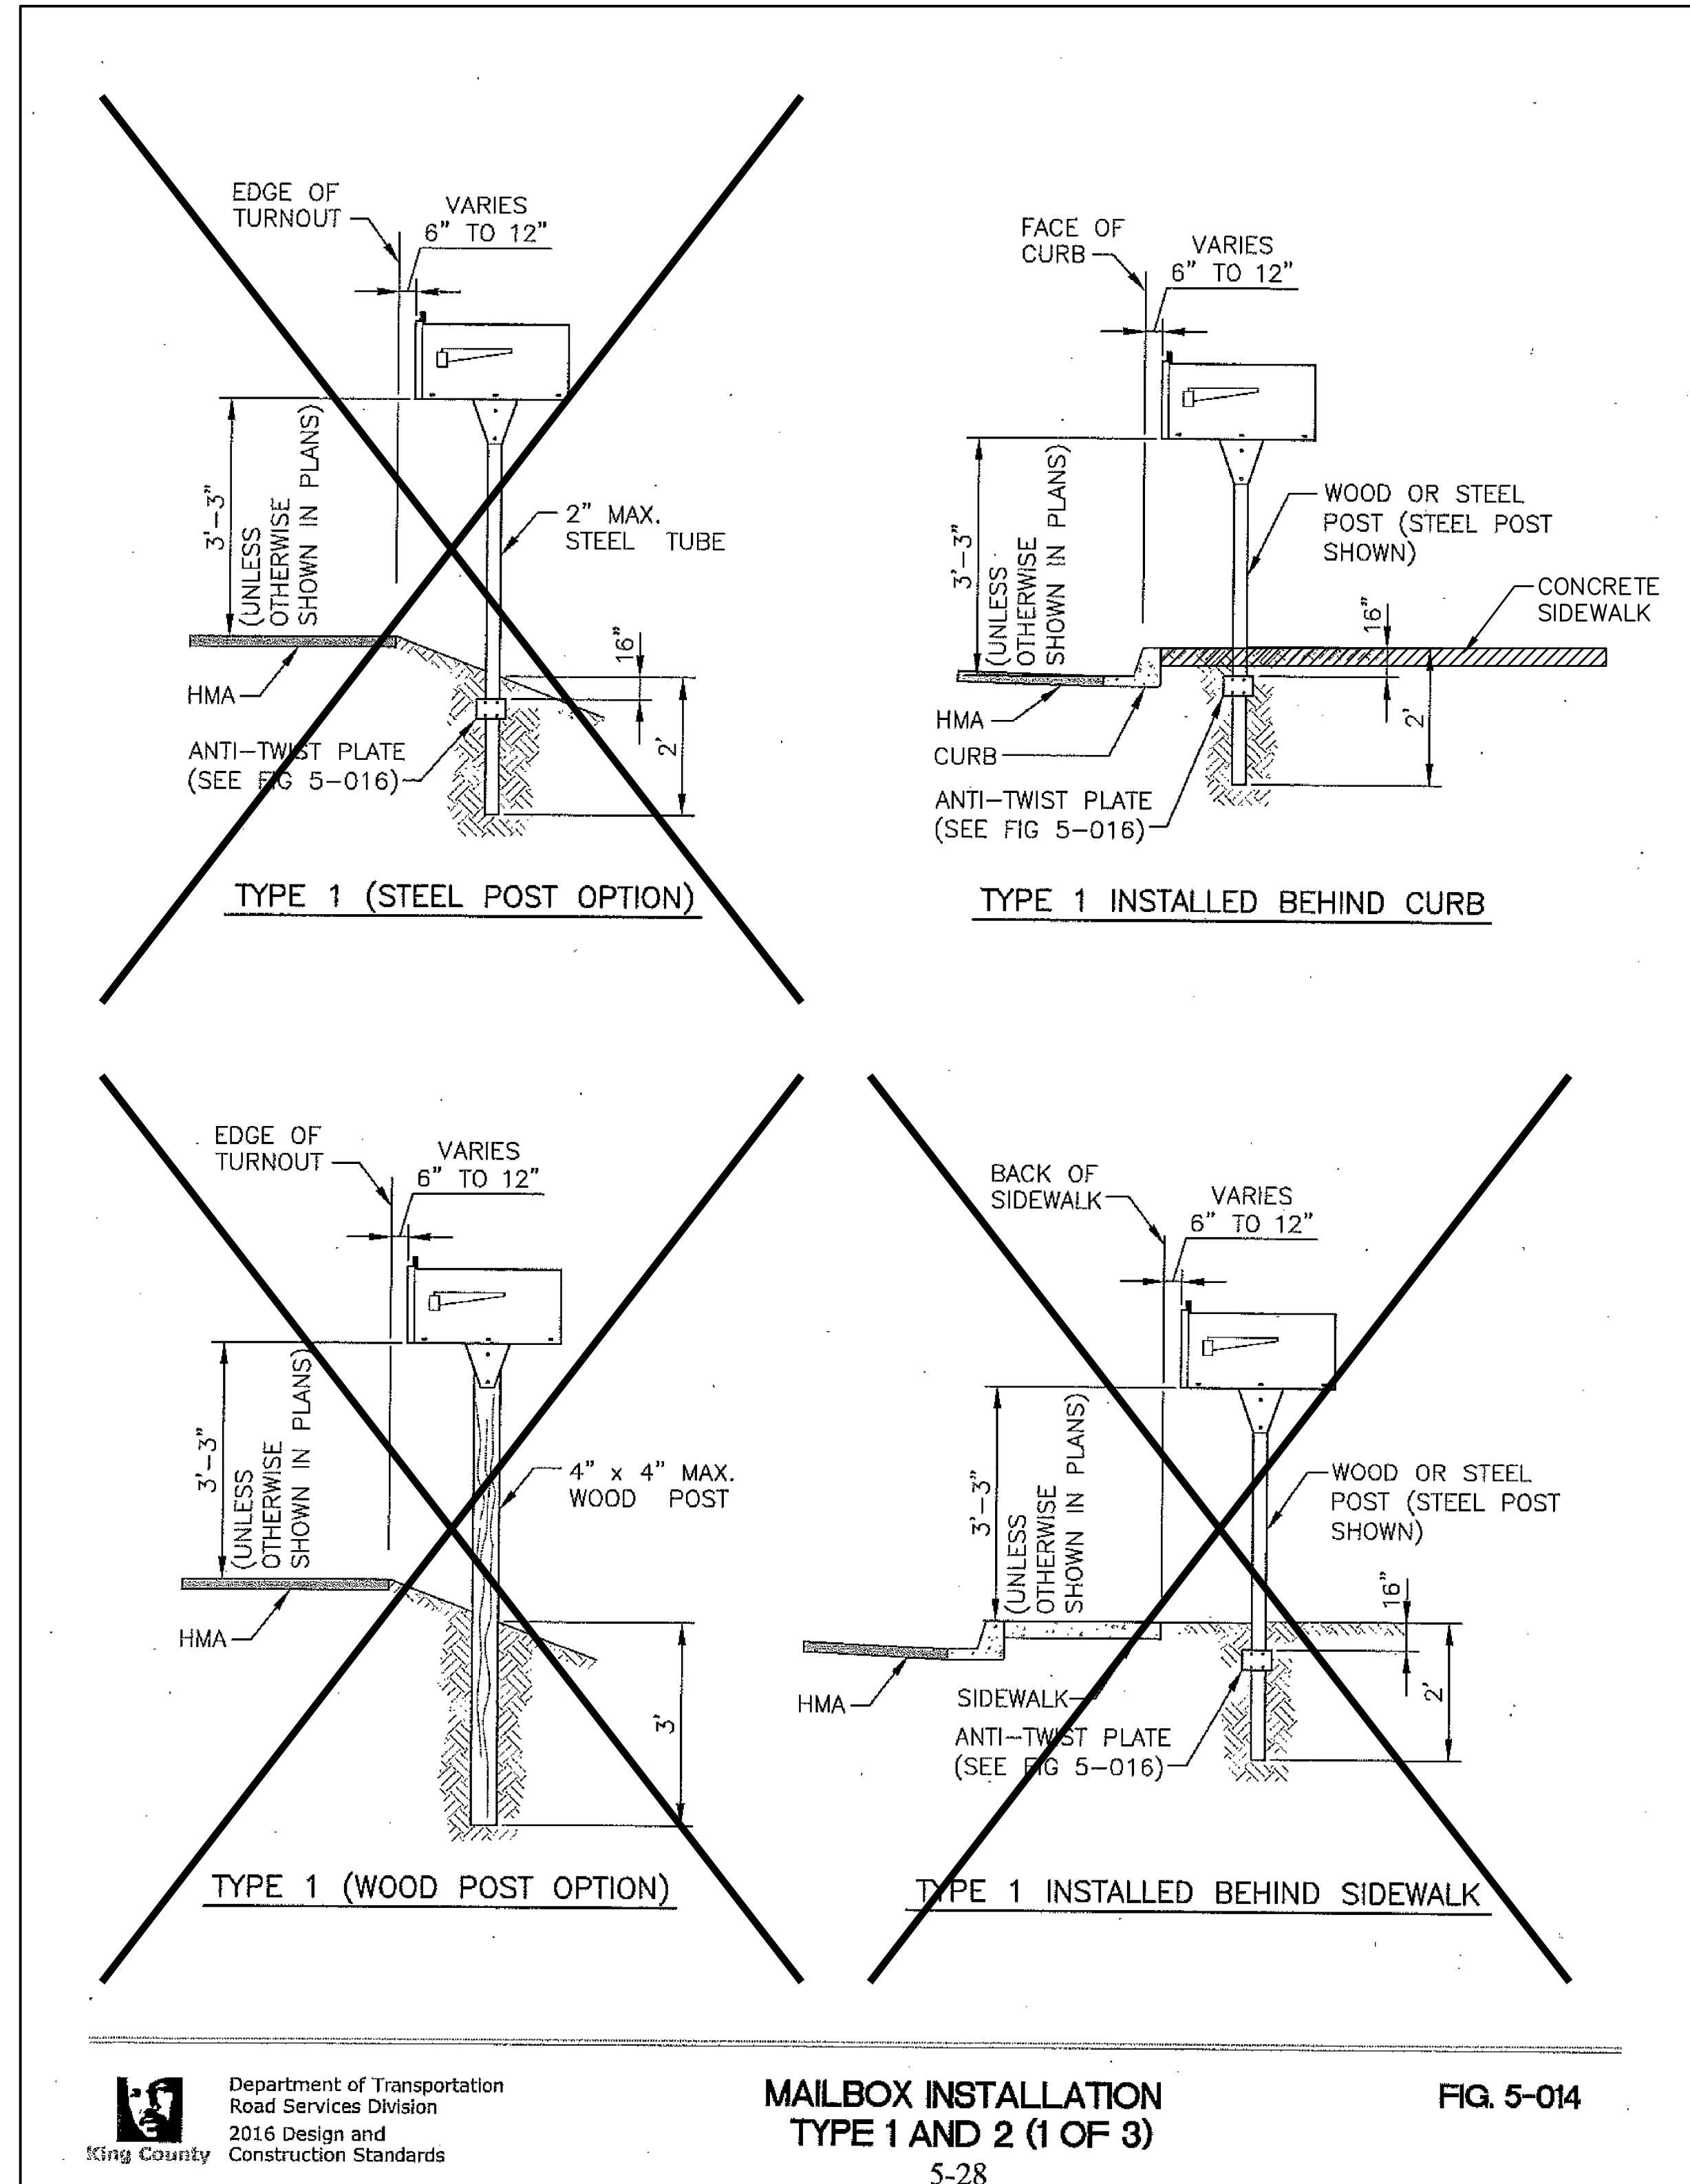 EDGE OF
TURNOUT
VARIES
6" TO 12"
3'-3"
(UNLESS
OTHERWISE
SHOWN IN PLANS)
2" MAX.
STEEL TUBE
16"
2'
HMA
ANTI-TWIST PLATE
(SEE FIG 5-016)
TYPE 1 (STEEL POST OPTION)
FACE OF
CURB
VARIES
6" TO 12"
3'-3"
(UNLESS
OTHERWISE
SHOWN IN PLANS)
WOOD OR STEEL
POST (STEEL POST
SHOWN)
CONCRETE
SIDEWALK
16"
2'
HMA
CURB
ANTI-TWIST PLATE
(SEE FIG 5-016)
TYPE 1 INSTALLED BEHIND CURB
EDGE OF
TURNOUT
VARIES
6" TO 12"
3'-3"
(UNLESS
OTHERWISE
SHOWN IN PLANS)
4" x 4" MAX.
WOOD POST
HMA
3'
TYPE 1 (WOOD POST OPTION)
BACK OF
SIDEWALK
VARIES
6" TO 12"
3'-3"
(UNLESS
OTHERWISE
SHOWN IN PLANS)
WOOD OR STEEL
POST (STEEL POST
SHOWN)
16"
2'
HMA
SIDEWALK
ANTI-TWIST PLATE
(SEE FIG 5-016)
TYPE 1 INSTALLED BEHIND SIDEWALK
King County
Department of Transportation
Road Services Division
2016 Design and
Construction Standards
MAILBOX INSTALLATION
TYPE 1 AND 2 (1 OF 3)
FIG. 5-014
5-28